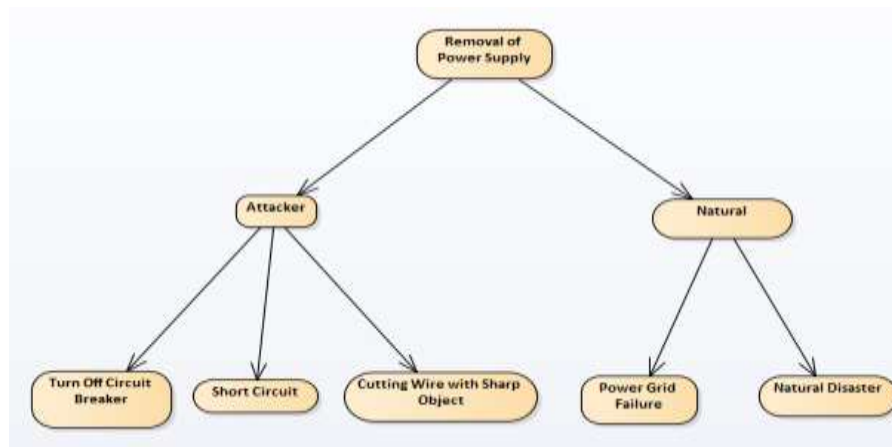 Removal of
Power Supply
Attacker
Natural
Turn Off Circuit
Breaker
Short Circuit
Cutting Wire with Sharp
Object
Power Grid
Failure
Natural Disaster